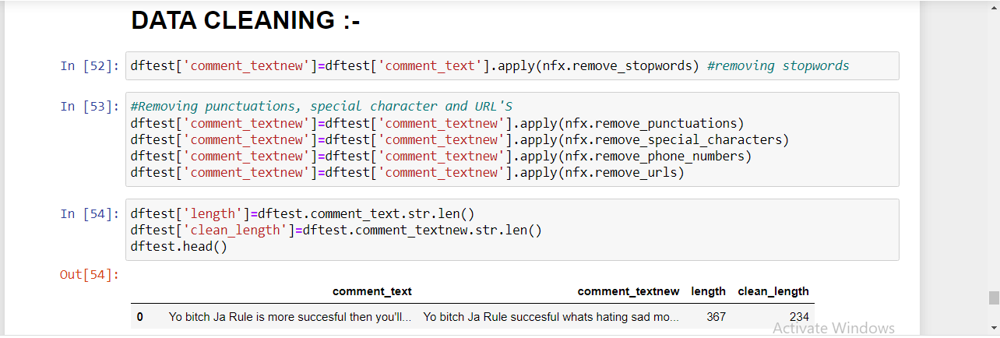 DATA CLEANING :-
In [52]: dftest['comment_textnew']=dftest['comment_text'].apply(nfx.remove_stopwords) #removing stopwords
In [53]: #Removing punctuations, special character and URL'S
dftest['comment_textnew']=dftest['comment_textnew'].apply(nfx.remove_punctuations)
dftest['comment_textnew']=dftest['comment_textnew'].apply(nfx.remove_special_characters)
dftest['comment_textnew']=dftest['comment_textnew'].apply(nfx.remove_phone_numbers)
dftest['comment_textnew']=dftest['comment_textnew'].apply(nfx.remove_urls)
In [54]: dftest['length']=dftest.comment_text.str.len()
dftest['clean_length']=dftest.comment_textnew.str.len()
dftest.head()
Out[54]:
comment_text comment_textnew length clean_length
0 Yo bitch Ja Rule is more succesful then you'll... Yo bitch Ja Rule succesful whats hating sad mo... 367 234
Activate Windows